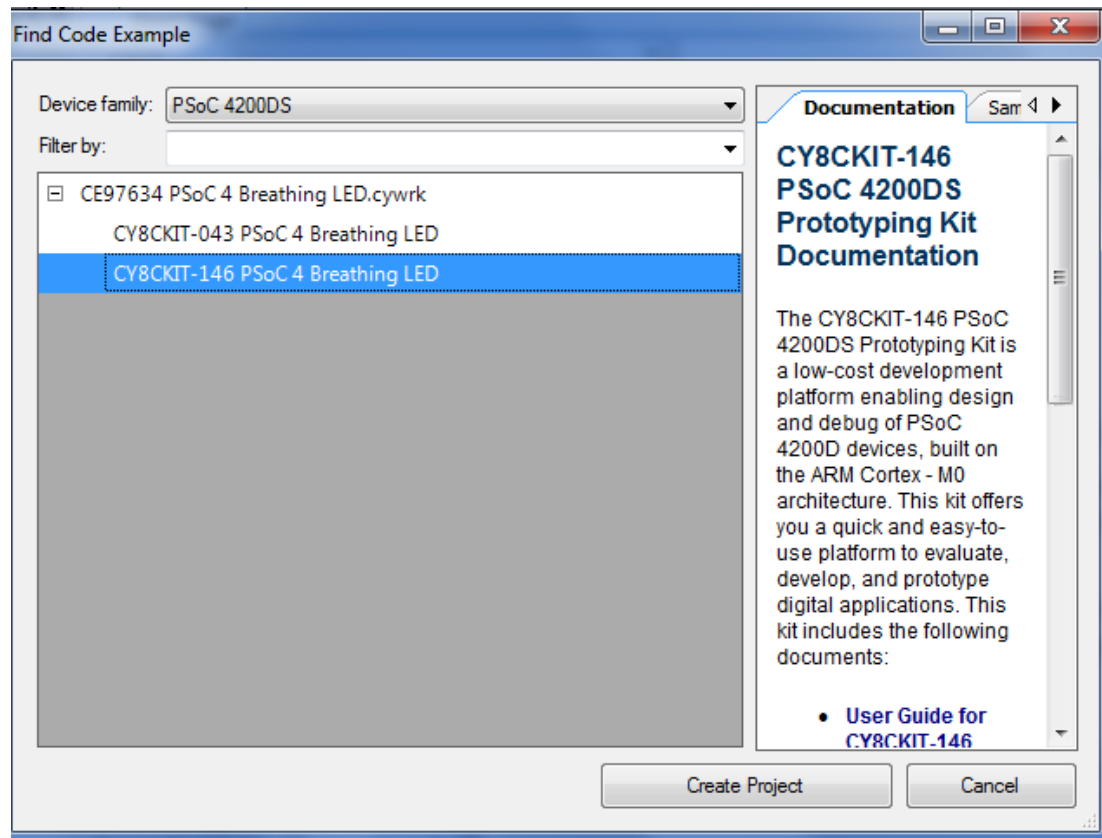 Find Code Example
Device family:
PSoC 4200DS
Filter by:
CE97634 PSoC 4 Breathing LED.cywrk
CY8CKIT-043 PSoC 4 Breathing LED
CY8CKIT-146 PSoC 4 Breathing LED
Documentation
Sam
CY8CKIT-146
PSoC 4200DS
Prototyping Kit
Documentation
The CY8CKIT-146 PSoC
4200DS Prototyping Kit is
a low-cost development
platform enabling design
and debug of PSoC
4200D devices, built on
the ARM Cortex - M0
architecture. This kit offers
you a quick and easy-to-
use platform to evaluate,
develop, and prototype
digital applications. This
kit includes the following
documents:
• User Guide for
CY8CKIT-146
Create Project
Cancel